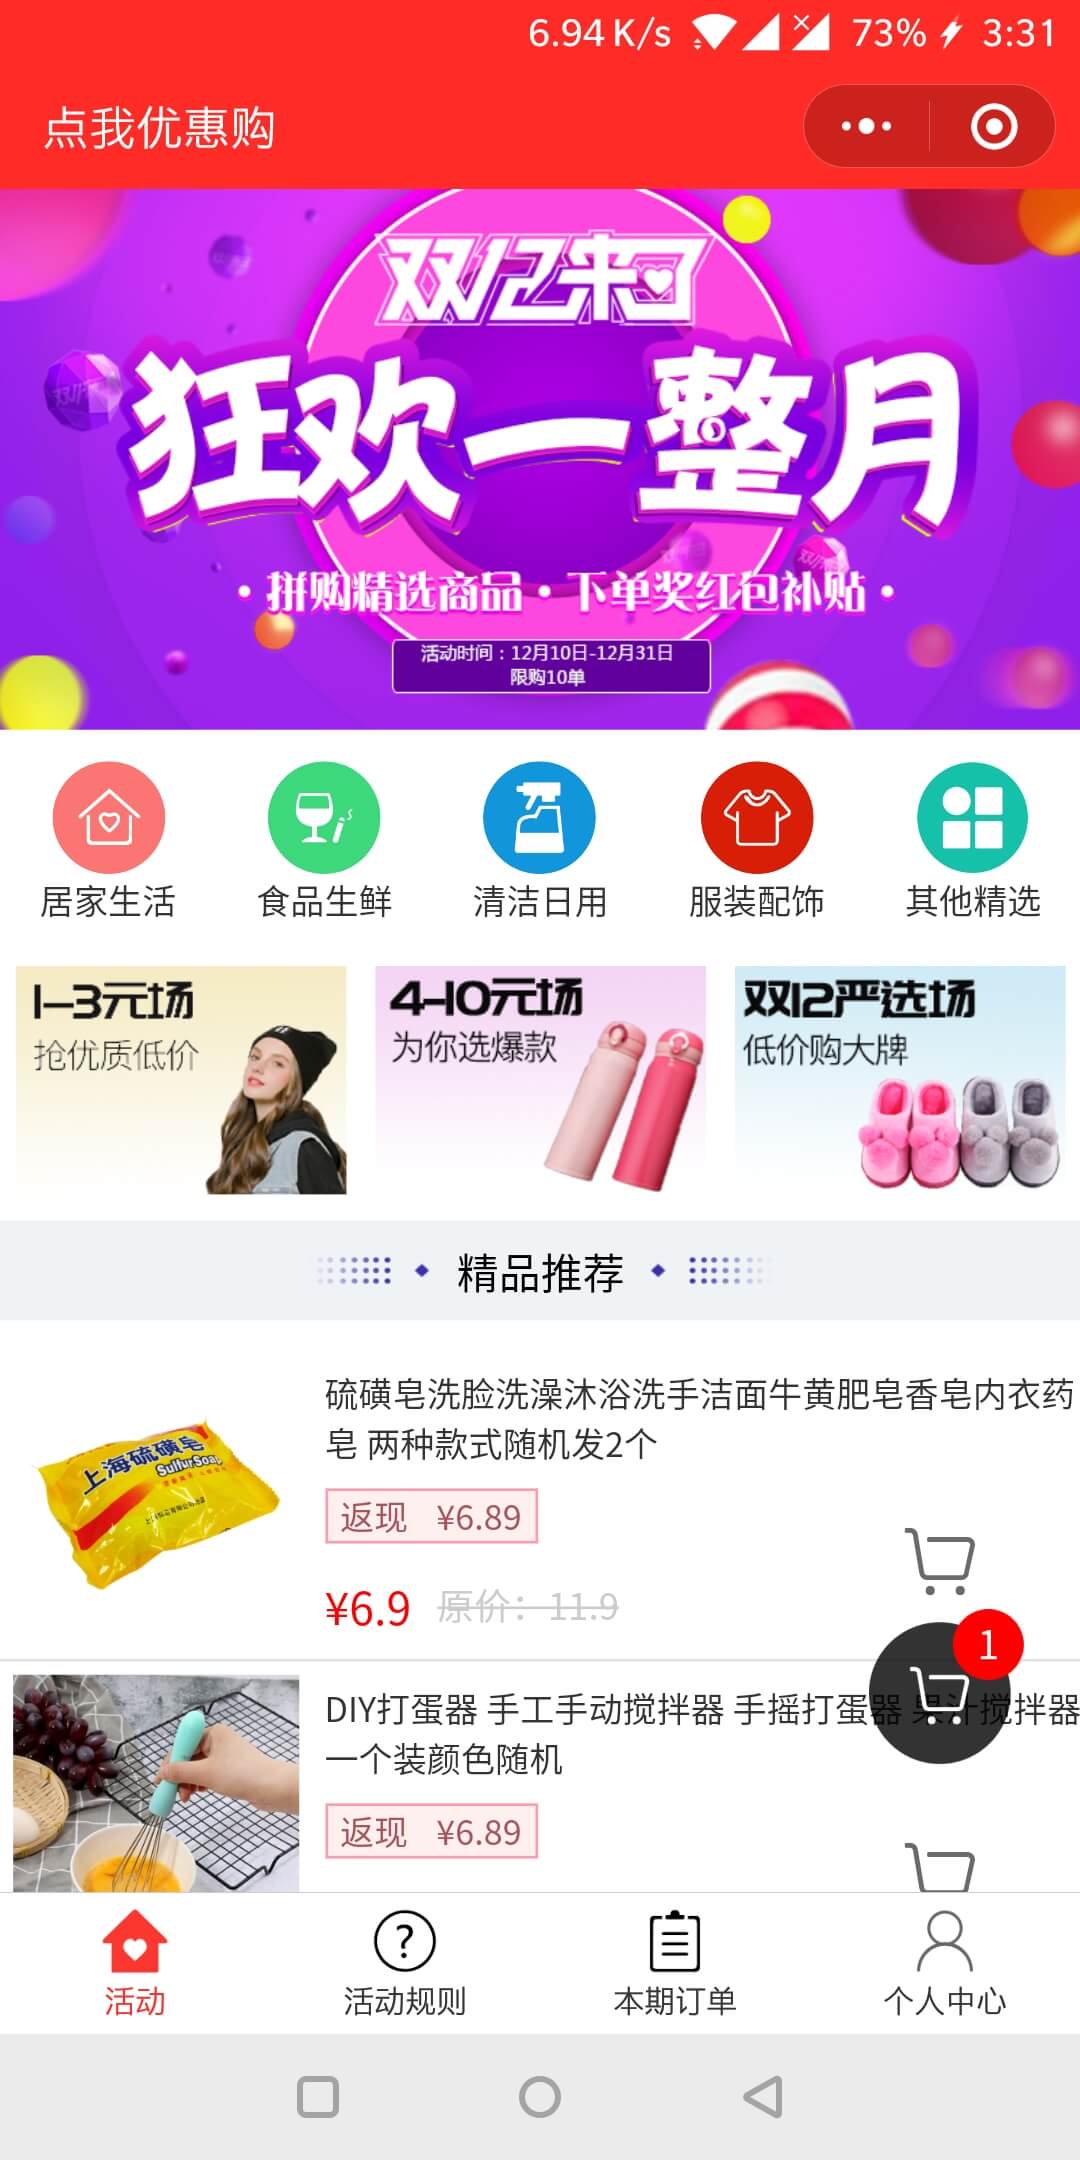 6.94 K/s 73% 3:31
点我优惠购
双12来了
狂欢一整月
·拼购精选商品·下单奖红包补贴·
活动时间：12月10日-12月31日
限购10单
居家生活 食品生鲜 清洁日用 服装配饰 其他精选
1-3元场
抢优质低价
4-10元场
为你选爆款
双12严选场
低价购大牌
精品推荐
上海硫磺皂
Sulfur Soap
硫磺皂洗脸洗澡沐浴洗手洁面牛黄肥皂香皂内衣药
皂 两种款式随机发2个
返现 ¥6.89
¥6.9 原价：11.9
1
DIY打蛋器 手工手动搅拌器 手摇打蛋器 果汁搅拌器
一个装颜色随机
返现 ¥6.89
活动 活动规则 本期订单 个人中心